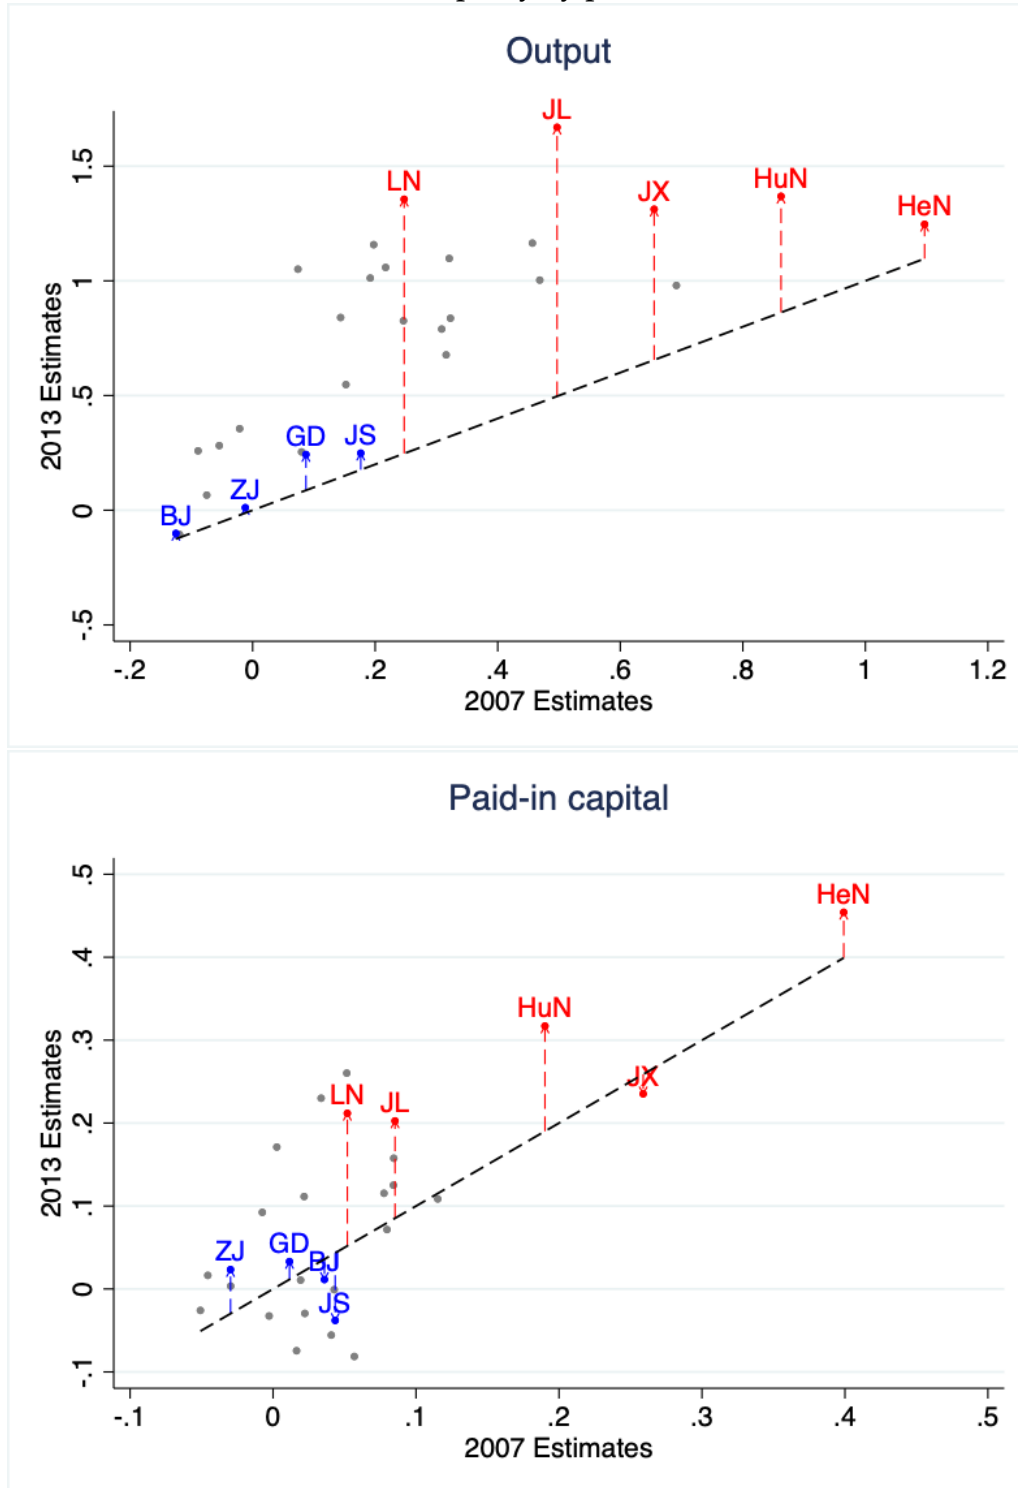 Output
JL
1.5
LN
JX
HuN
HeN
1
2013 Estimates
.5
GD
JS
ZJ
0
BJ
-.5
-.2 0 .2 .4 .6 .8 1 1.2
2007 Estimates
Paid-in capital
.5
HeN
.4
HuN
.3
JX
2013 Estimates
LN
JL
.2
.1
ZJ
GD
BJ
0
JS
-.1
-.1 0 .1 .2 .3 .4 .5
2007 Estimates